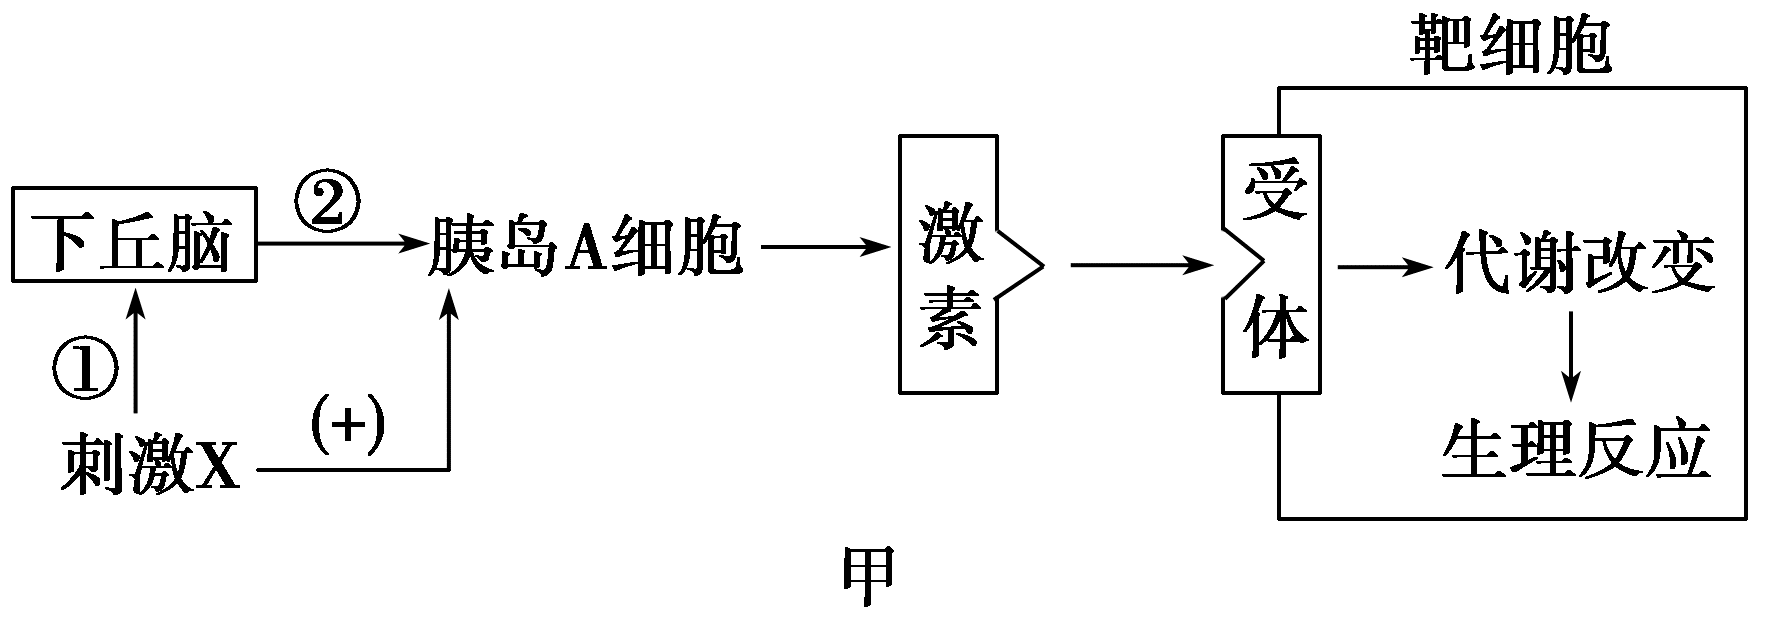 靶细胞
下丘脑
②
胰岛A细胞
激素
受体
代谢改变
①
刺激X
(+)
生理反应
甲